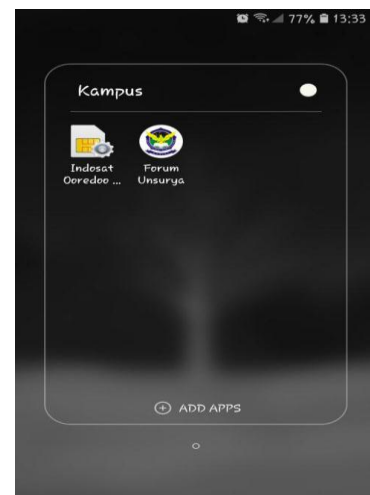 77% 13:33
Kampus
Indosat
Ooredoo ...
Forum
Unsurya
ADD APPS